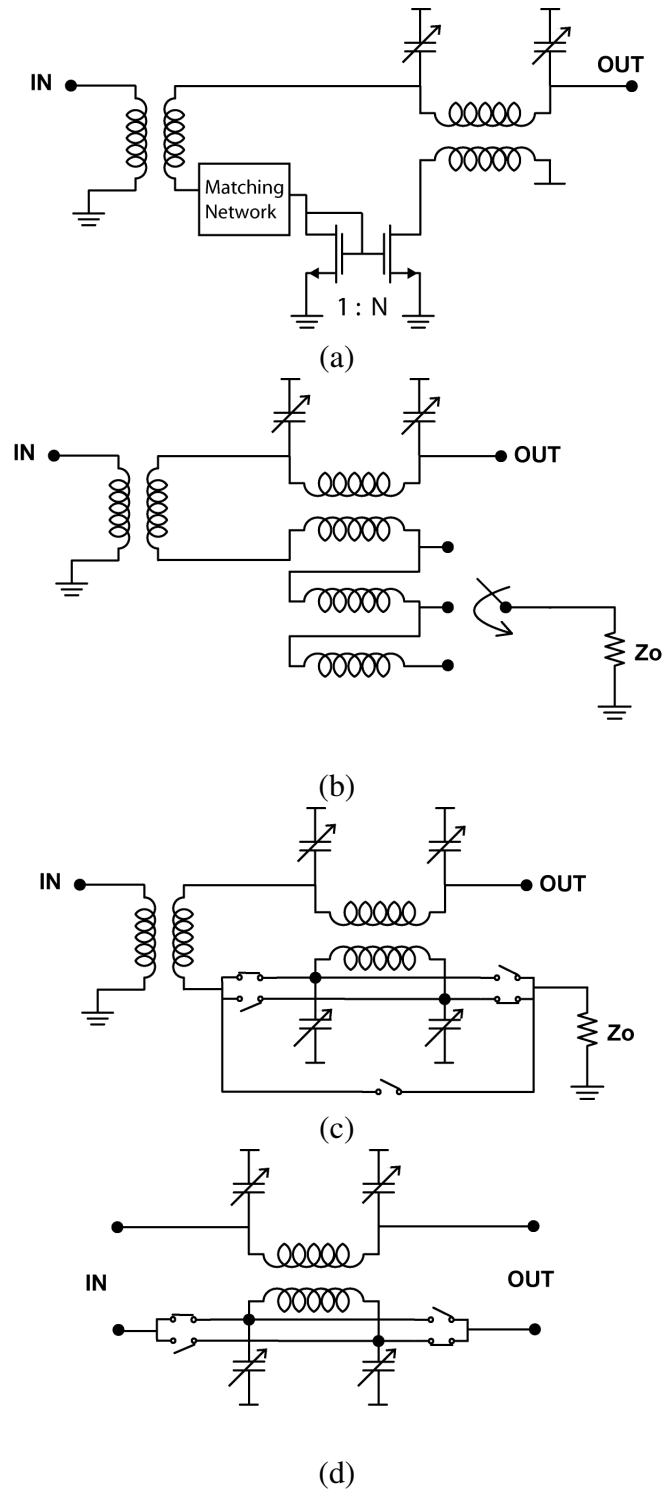 IN
OUT
Matching
Network
1 : N
(a)
IN
OUT
Zo
(b)
IN
OUT
Zo
(c)
IN
OUT
(d)